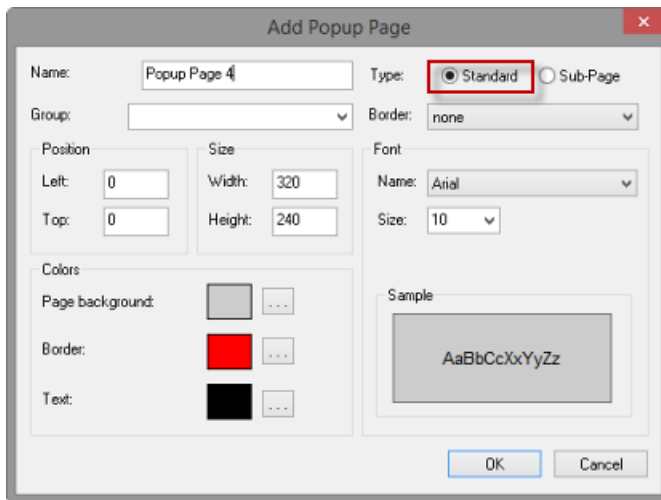 Add Popup Page
Name: Popup Page 4 Type: Standard Sub-Page
Group: Border: none
Position Size Font
Left: 0 Width: 320 Name: Arial
Top: 0 Height: 240 Size: 10
Colors
Page background: ... Sample
Border: ... AaBbCcXxYyZz
Text: ...
OK Cancel